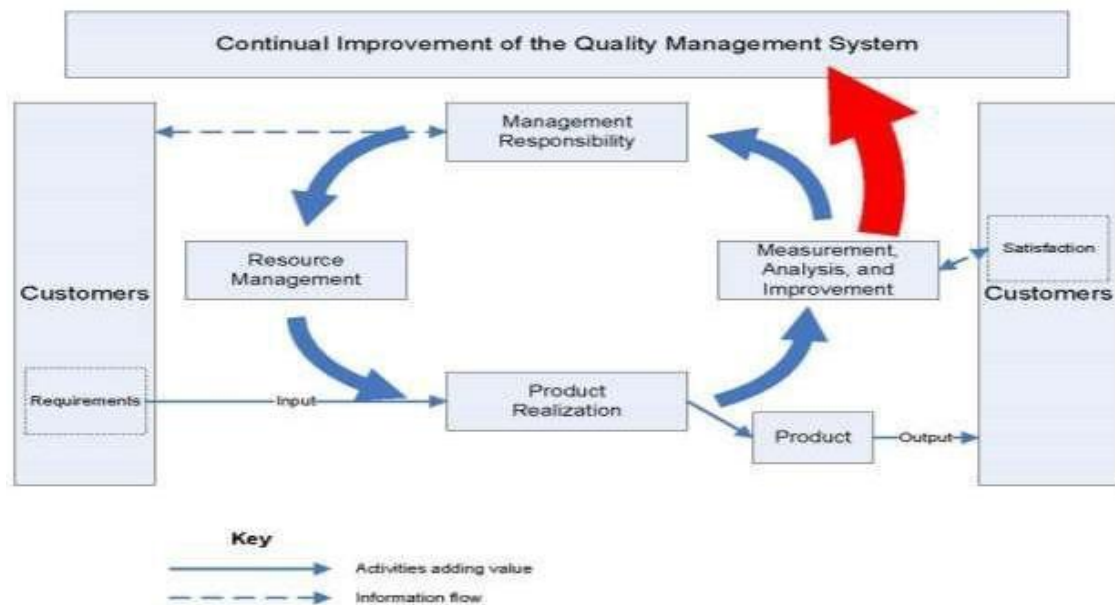 Continual Improvement of the Quality Management System
Management
Responsibility
Resource
Management
Measurement,
Analysis, and
Improvement
Satisfaction
Customers
Customers
Requirements
Input
Product
Realization
Product
Output
Key
Activities adding value
Information flow